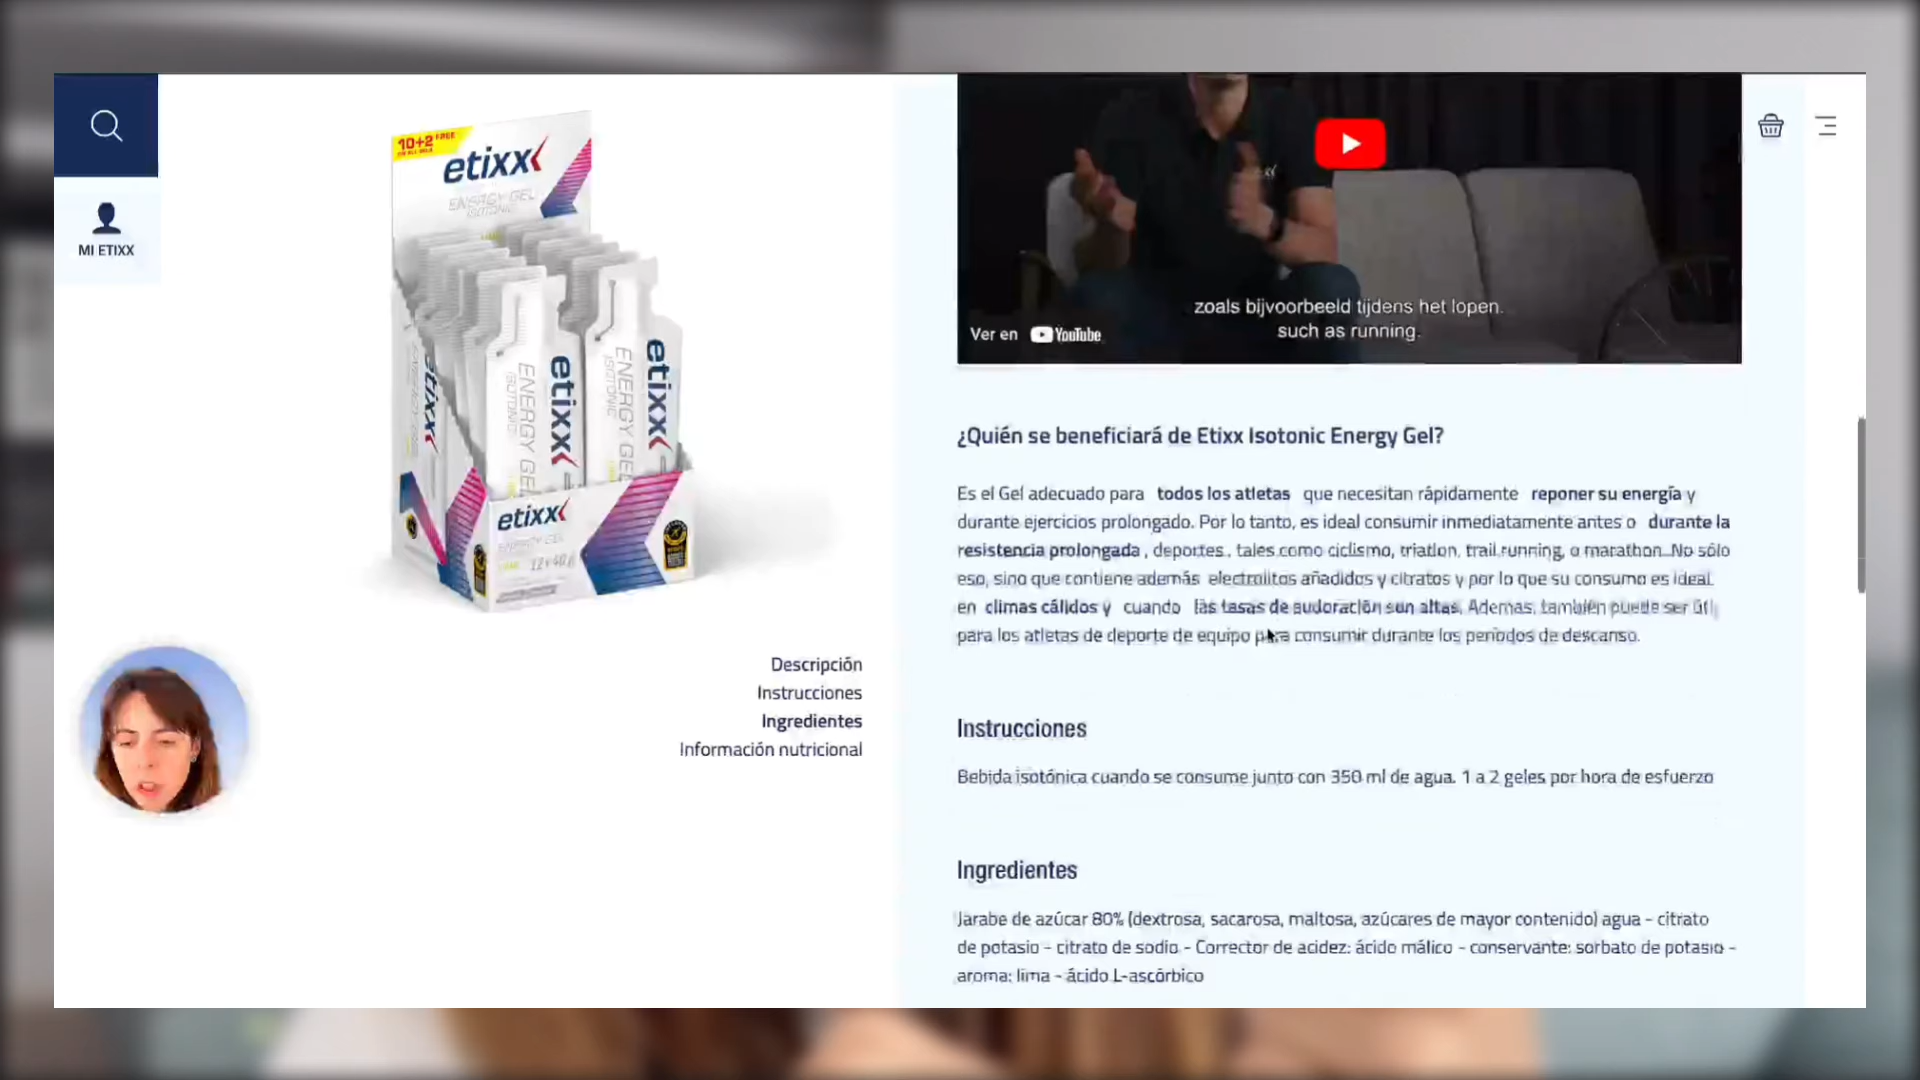 MI ETIXX
10+2 FREE
etixx
ENERGY GEL
ISOTONIC
etixx
ENERGY GEL
ISOTONIC
etixx
ENERGY GEL
ISOTONIC
etixx
etixx
ENERGY GEL
12x40g
Descripción
Instrucciones
Ingredientes
Información nutricional
zoals bijvoorbeeld tijdens het lopen.
such as running.
Ver en YouTube
¿Quién se beneficiará de Etixx Isotonic Energy Gel?
Es el Gel adecuado para todos los atletas que necesitan rápidamente reponer su energía y
durante ejercicios prolongado. Por lo tanto, es ideal consumir inmediatamente antes o durante la
resistencia prolongada , deportes , tales como ciclismo, triatlon, trail running, o marathon. No sólo
eso, sino que contiene además electrolitos añadidos y citratos y por lo que su consumo es ideal
en climas cálidos y cuando las tasas de sudoración son altas. Ademas, también puede ser útil
para los atletas de deporte de equipo para consumir durante los periodos de descanso.
Instrucciones
Bebida isotónica cuando se consume junto con 350 ml de agua. 1 a 2 geles por hora de esfuerzo
Ingredientes
Jarabe de azúcar 80% (dextrosa, sacarosa, maltosa, azúcares de mayor contenido) agua - citrato
de potasio - citrato de sodio - Corrector de acidez: ácido málico - conservante: sorbato de potasio -
aroma: lima - ácido L-ascórbico